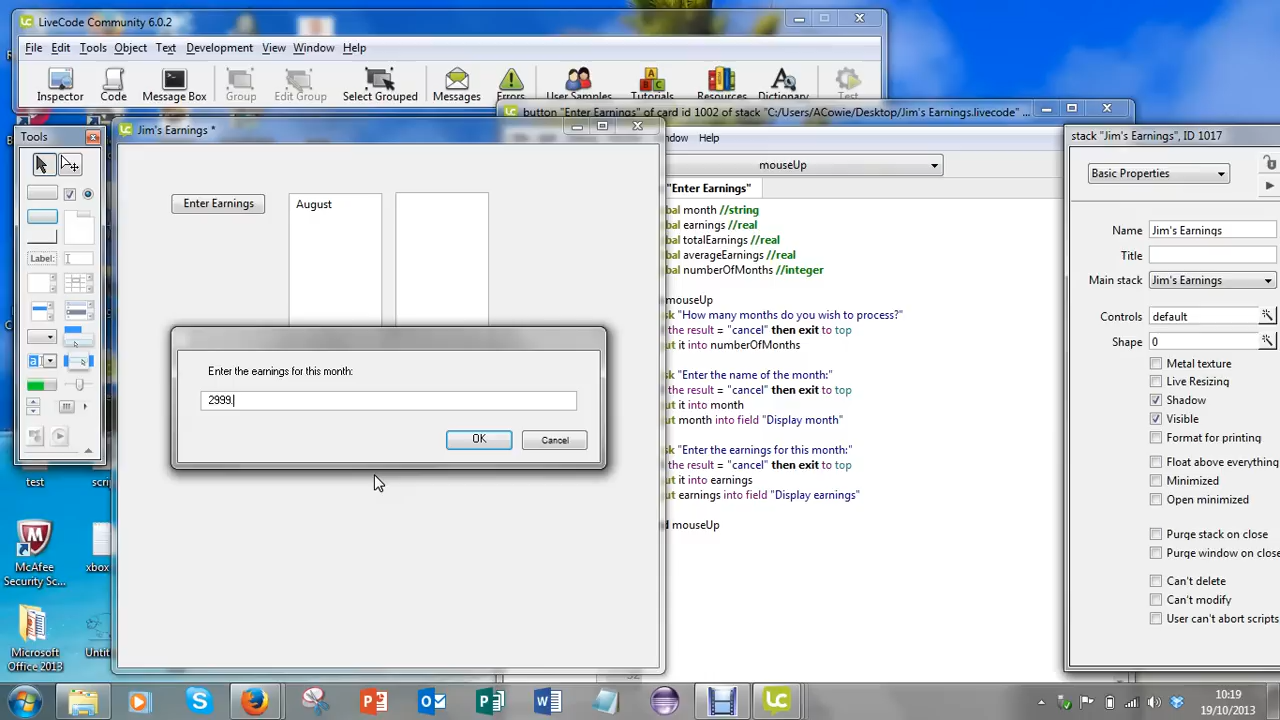 LiveCode Community 6.0.2
File Edit Tools Object Text Development View Window Help
Inspector Code Message Box Group Edit Group Select Grouped Messages Errors User Samples Tutorials Resources Dictionary Test
button "Enter Earnings" of card id 1002 of stack "C:/Users/ACowie/Desktop/Jim's Earnings.livecode" ...
Tools
Label:
Jim's Earnings *
Enter Earnings
August
Enter the earnings for this month:
2999.
OK Cancel
ndow Help
mouseUp
"Enter Earnings"
bal month //string
bal earnings //real
bal totalEarnings //real
bal averageEarnings //real
bal numberOfMonths //integer
mouseUp
sk "How many months do you wish to process?"
the result = "cancel" then exit to top
ut it into numberOfMonths
sk "Enter the name of the month:"
the result = "cancel" then exit to top
ut it into month
ut month into field "Display month"
sk "Enter the earnings for this month:"
the result = "cancel" then exit to top
ut it into earnings
ut earnings into field "Display earnings"
d mouseUp
stack "Jim's Earnings", ID 1017
Basic Properties
Name Jim's Earnings
Title
Main stack Jim's Earnings
Controls default
Shape 0
Metal texture
Live Resizing
Shadow
Visible
Format for printing
Float above everything
Minimized
Open minimized
Purge stack on close
Purge window on close
Can't delete
Can't modify
User can't abort scripts
test
scri
McAfee
Security Sc...
xbox
Microsoft
Office 2013
Untit
10:19
19/10/2013